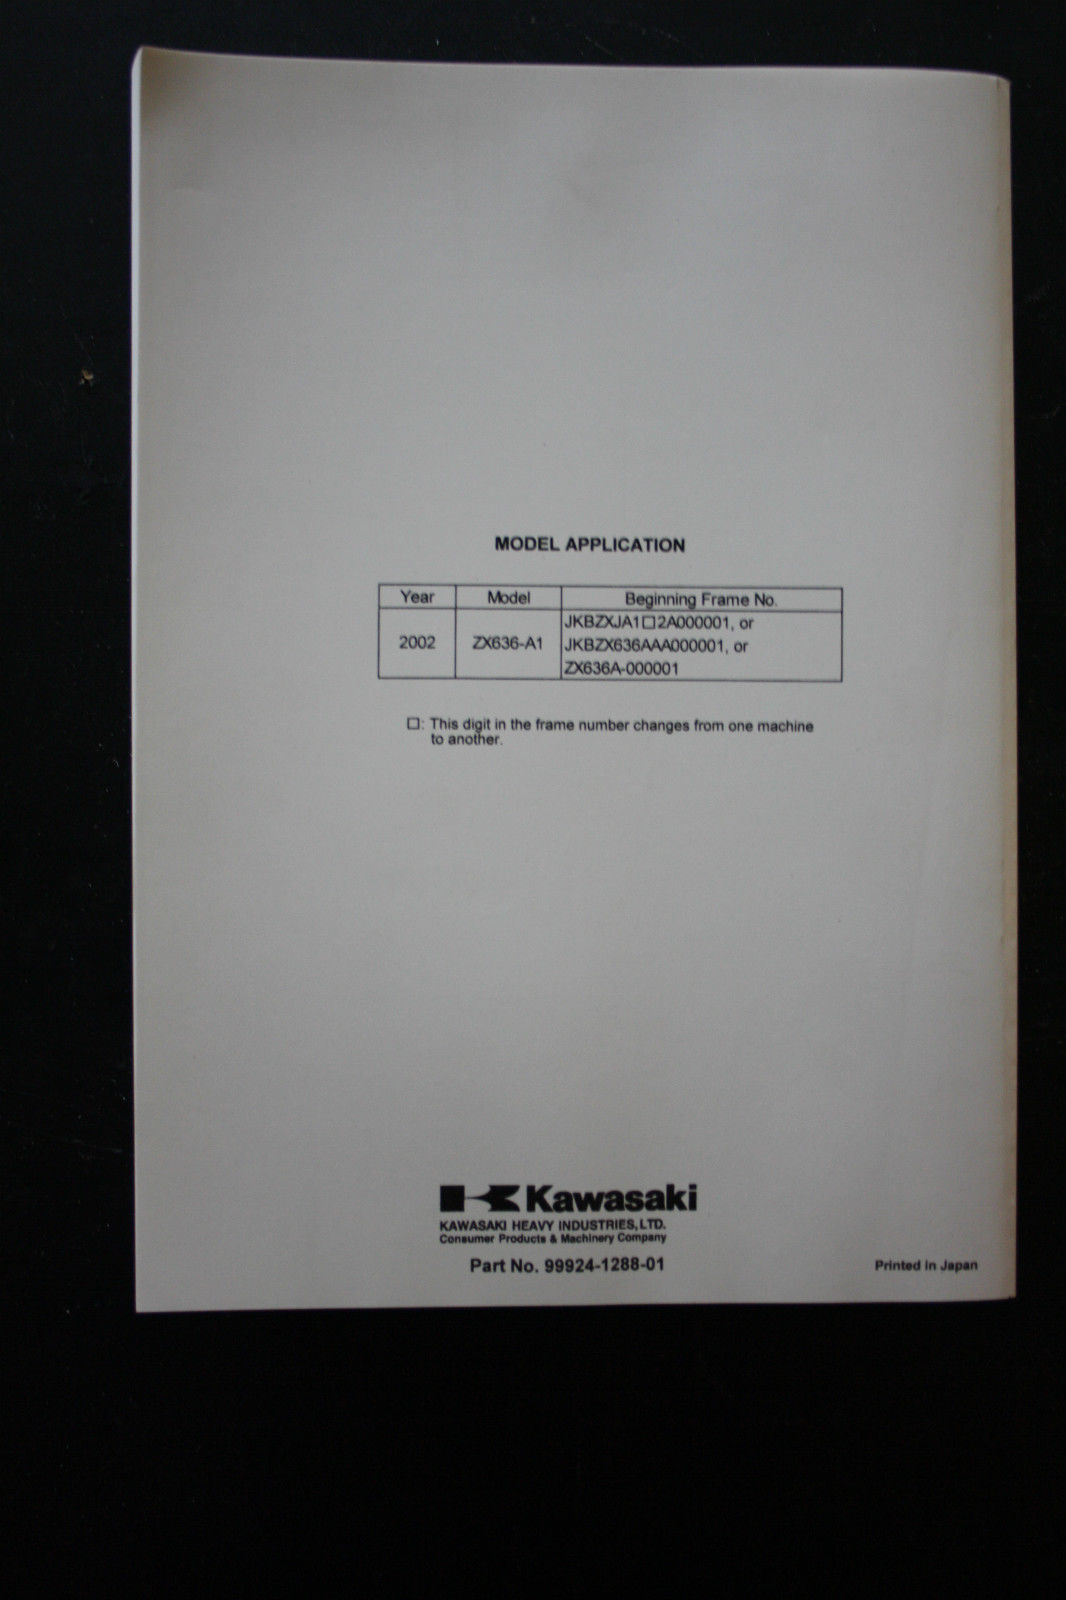 MODEL APPLICATION
Year Model Beginning Frame No.
2002 ZX636-A1 JKBZXJA1□2A000001, or
JKBZX636AAA000001, or
ZX636A-000001
□: This digit in the frame number changes from one machine
to another.
Kawasaki
KAWASAKI HEAVY INDUSTRIES, LTD.
Consumer Products & Machinery Company
Part No. 99924-1288-01
Printed in Japan